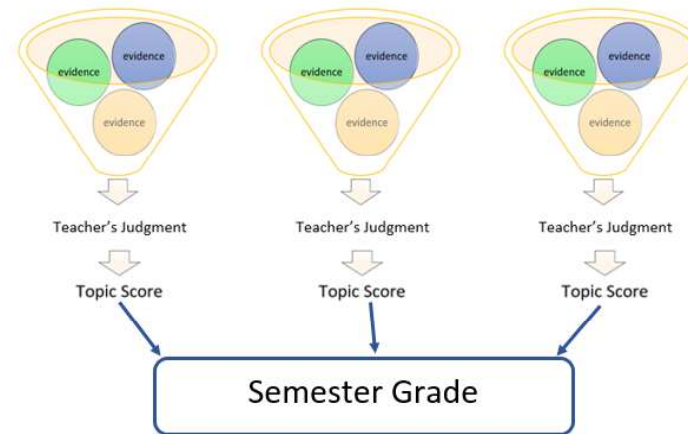 evidence
evidence
evidence
evidence
evidence
evidence
evidence
evidence
evidence
Teacher's Judgment
Teacher's Judgment
Teacher's Judgment
Topic Score
Topic Score
Topic Score
Semester Grade